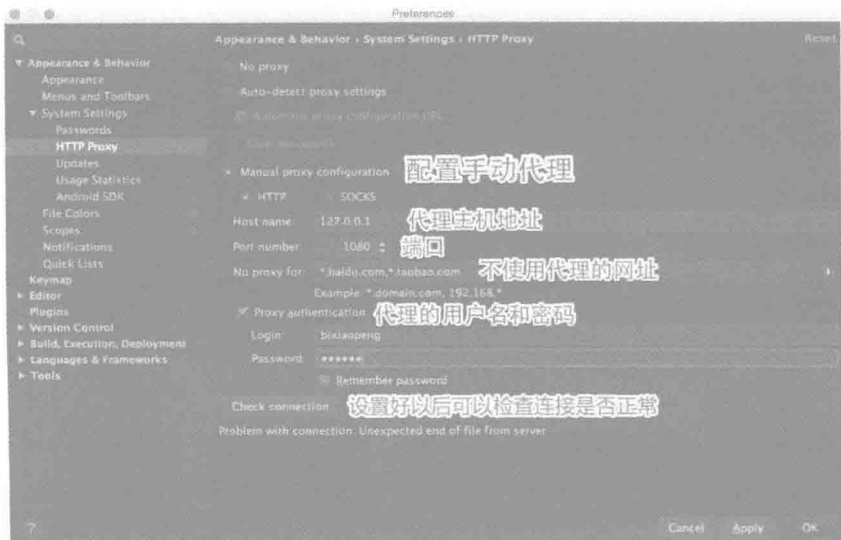 Preferences
Appearance & Behavior › System Settings › HTTP Proxy
Reset
Appearance & Behavior
Appearance
Menus and Toolbars
System Settings
Passwords
HTTP Proxy
Updates
Usage Statistics
Android SDK
File Colors
Scopes
Notifications
Quick Lists
Keymap
Editor
Plugins
Version Control
Build, Execution, Deployment
Languages & Frameworks
Tools
No proxy
Auto-detect proxy settings
Automatic proxy configuration URL:
Manual proxy configuration 配置手动代理
HTTP SOCKS
Host name: 127.0.0.1 代理主机地址
Port number: 1080 端口
No proxy for: *.baidu.com,*.taobao.com 不使用代理的网址
Example: *.domain.com, 192.168.*
Proxy authentication 代理的用户名和密码
Login: bixiaopeng
Password: ••••••
Remember password
Check connection 设置好以后可以检查连接是否正常
Problem with connection: Unexpected end of file from server
?
Cancel Apply OK